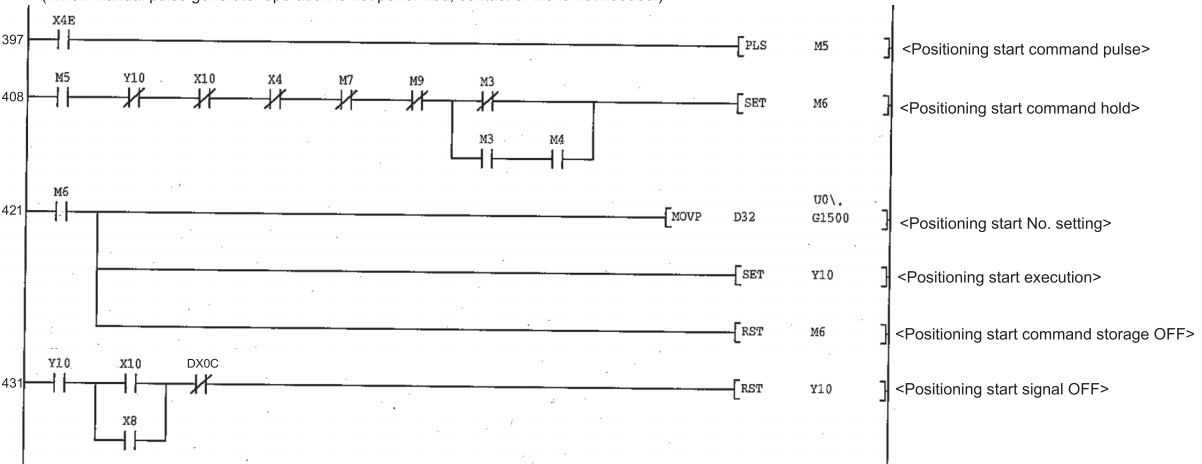 X4E
397 PLS M5 <Positioning start command pulse>
M5 Y10 X10 X4 M7 M9 M3
408 SET M6 <Positioning start command hold>
M3 M4
M6
421 MOVP D32 U0\. G1500 <Positioning start No. setting>
SET Y10 <Positioning start execution>
RST M6 <Positioning start command storage OFF>
Y10 X10 DX0C
431 RST Y10 <Positioning start signal OFF>
X8